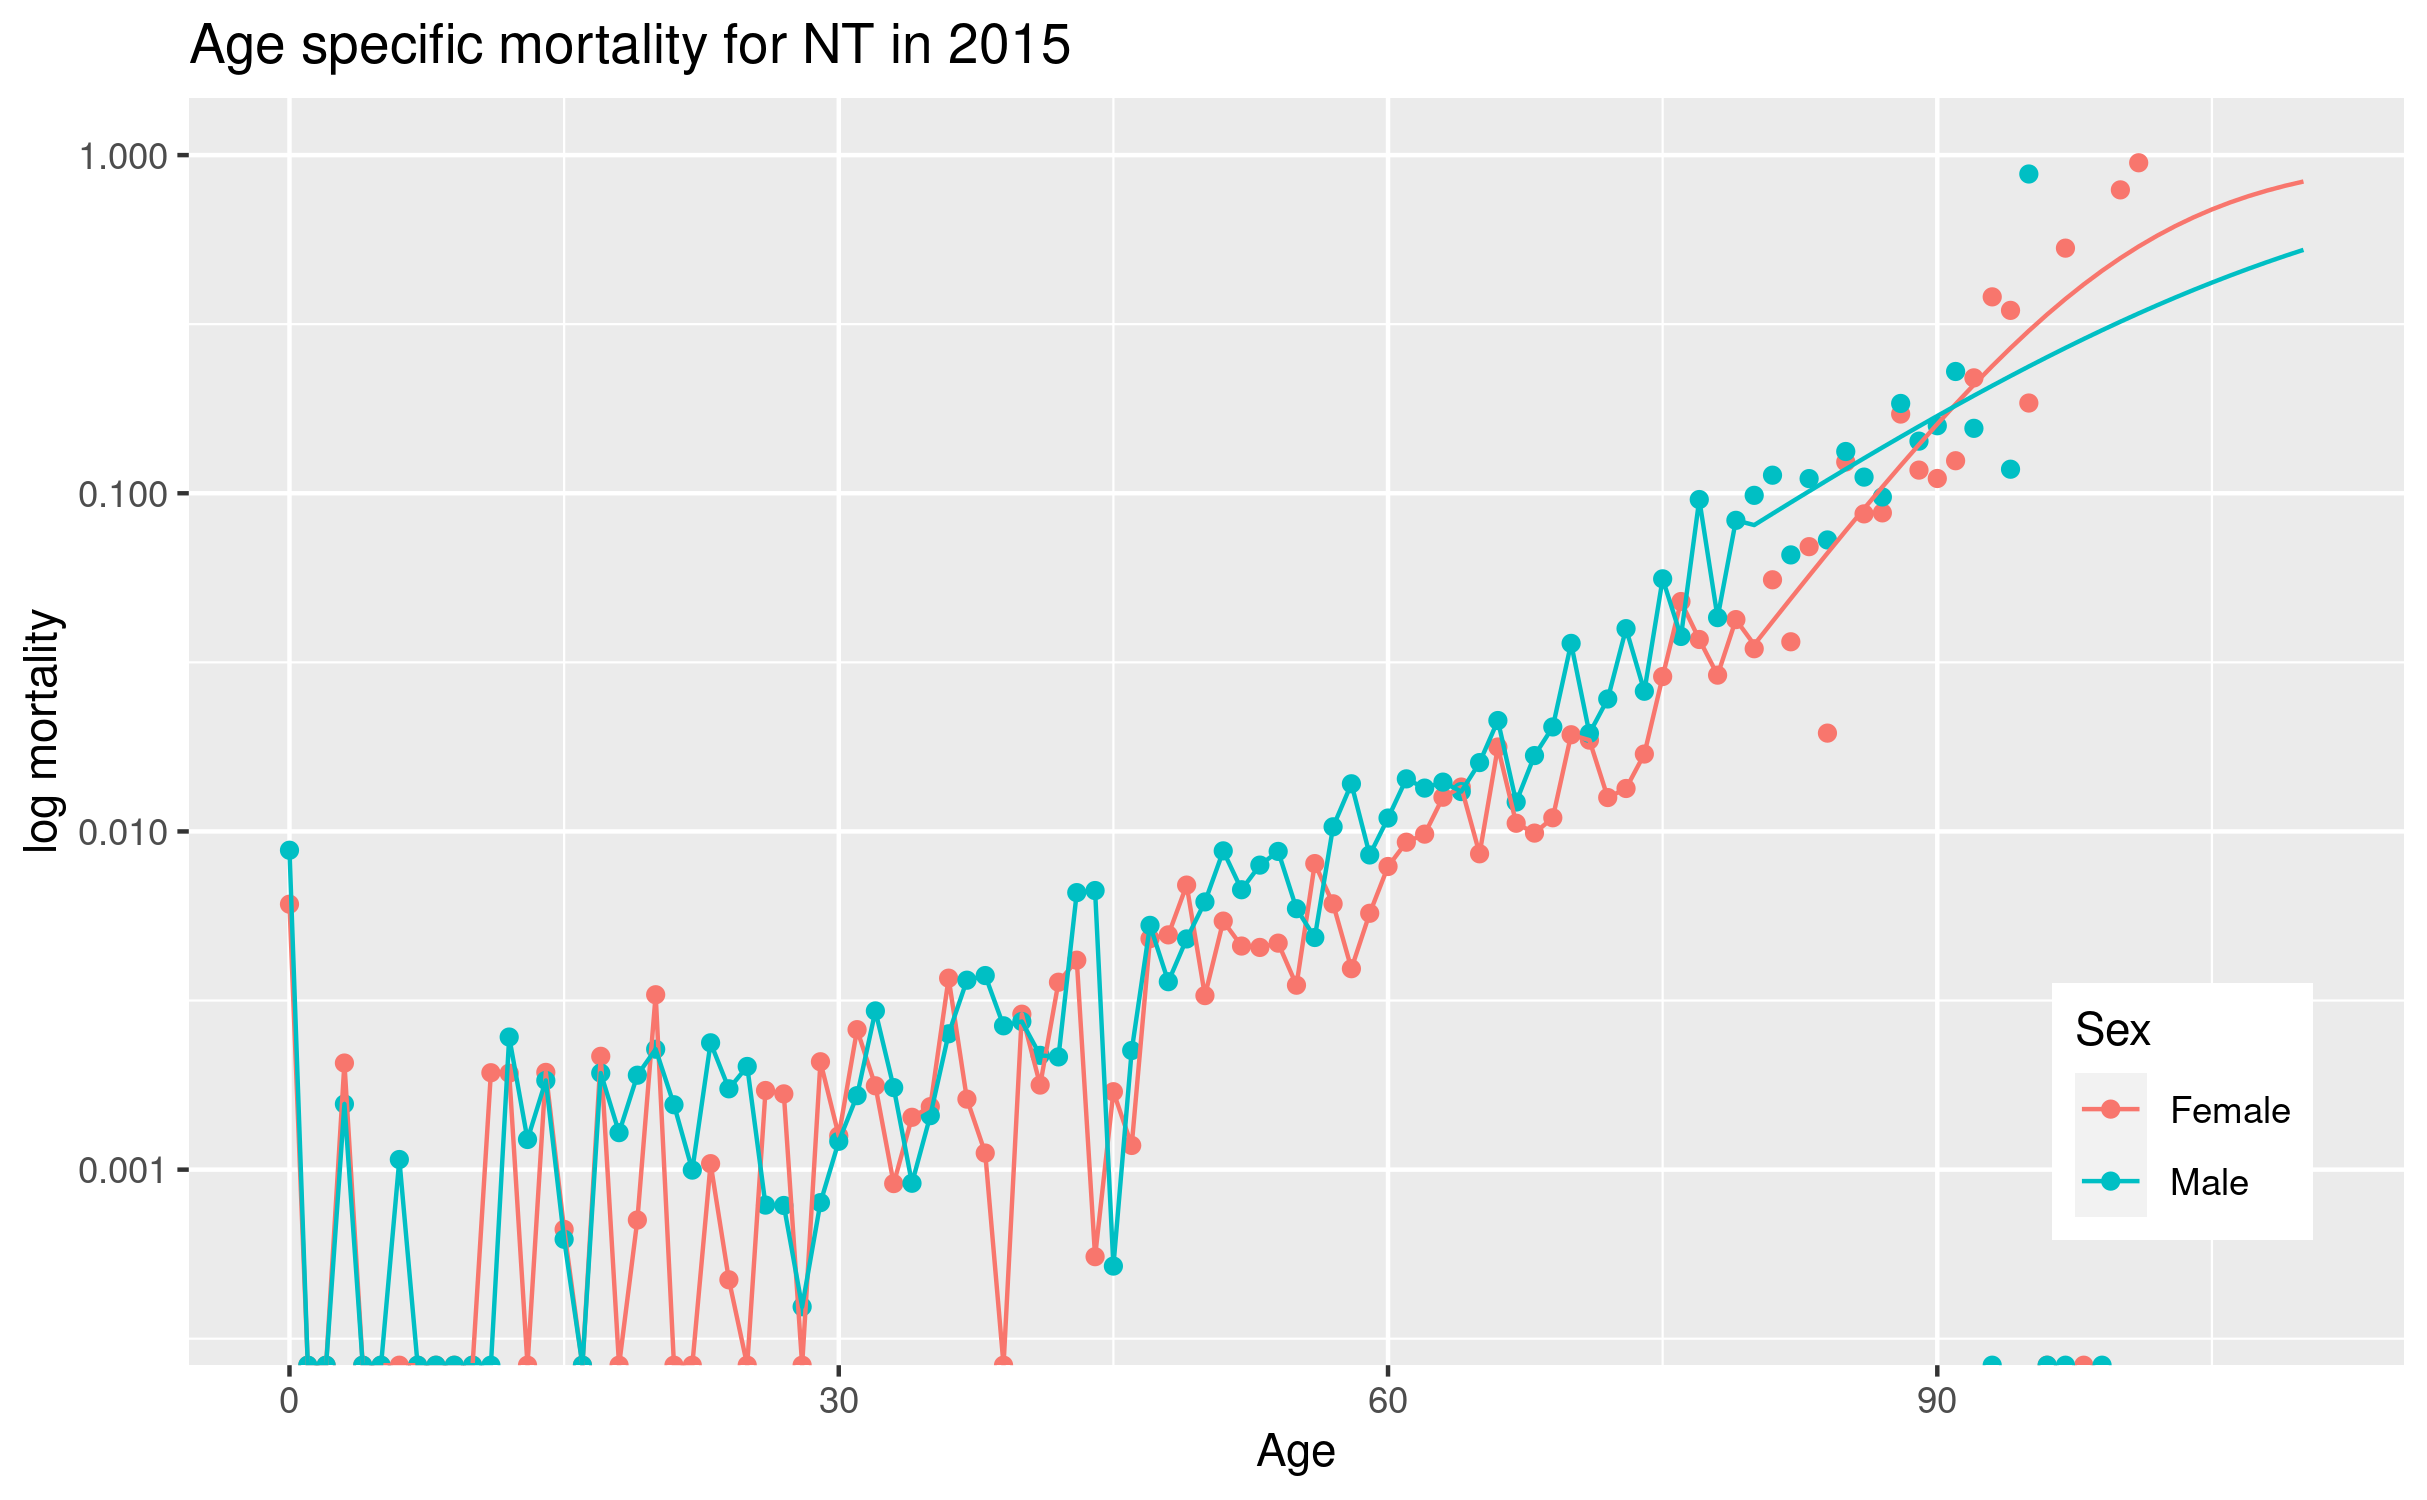 Age specific mortality for NT in 2015
log mortality
1.000
0.100
0.010
0.001
0
30
60
90
Age
Sex
Female
Male